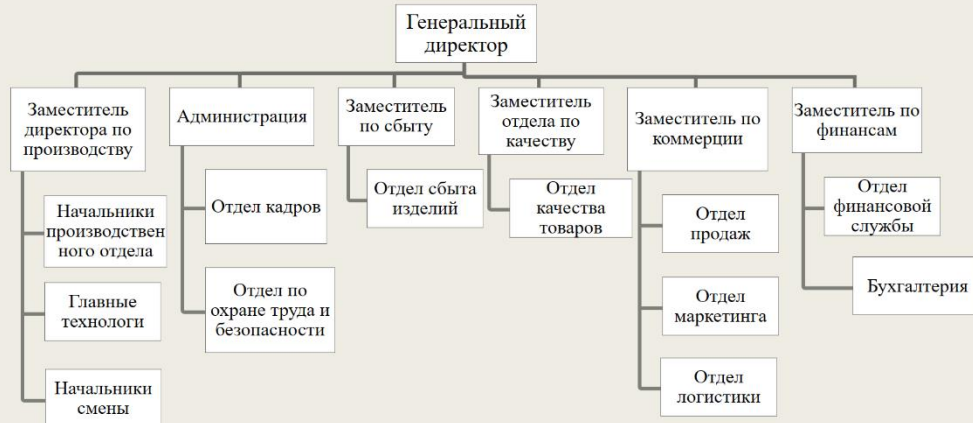 Генеральный
директор
Заместитель
директора по
производству
Администрация
Заместитель
по сбыту
Заместитель
отдела по
качеству
Заместитель по
коммерции
Заместитель по
финансам
Начальники
производствен
ного отдела
Главные
технологи
Начальники
смены
Отдел кадров
Отдел по
охране труда и
безопасности
Отдел сбыта
изделий
Отдел
качества
товаров
Отдел
продаж
Отдел
маркетинга
Отдел
логистики
Отдел
финансовой
службы
Бухгалтерия